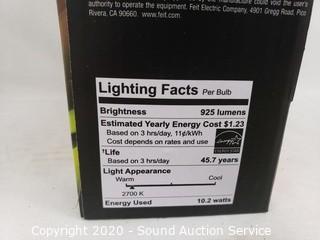 authority to operate the equipment. Feit Electric Company, 4901 Gregg Road, Pico
Rivera, CA 90660. www.feit.com
Lighting Facts Per Bulb
Brightness 925 lumens
Estimated Yearly Energy Cost $1.23
Based on 3 hrs/day, 11¢/kWh
Cost depends on rates and use
†Life
Based on 3 hrs/day 45.7 years
Light Appearance
Warm Cool
2700 K
Energy Used 10.2 watts
Copyright 2020 - Sound Auction Service